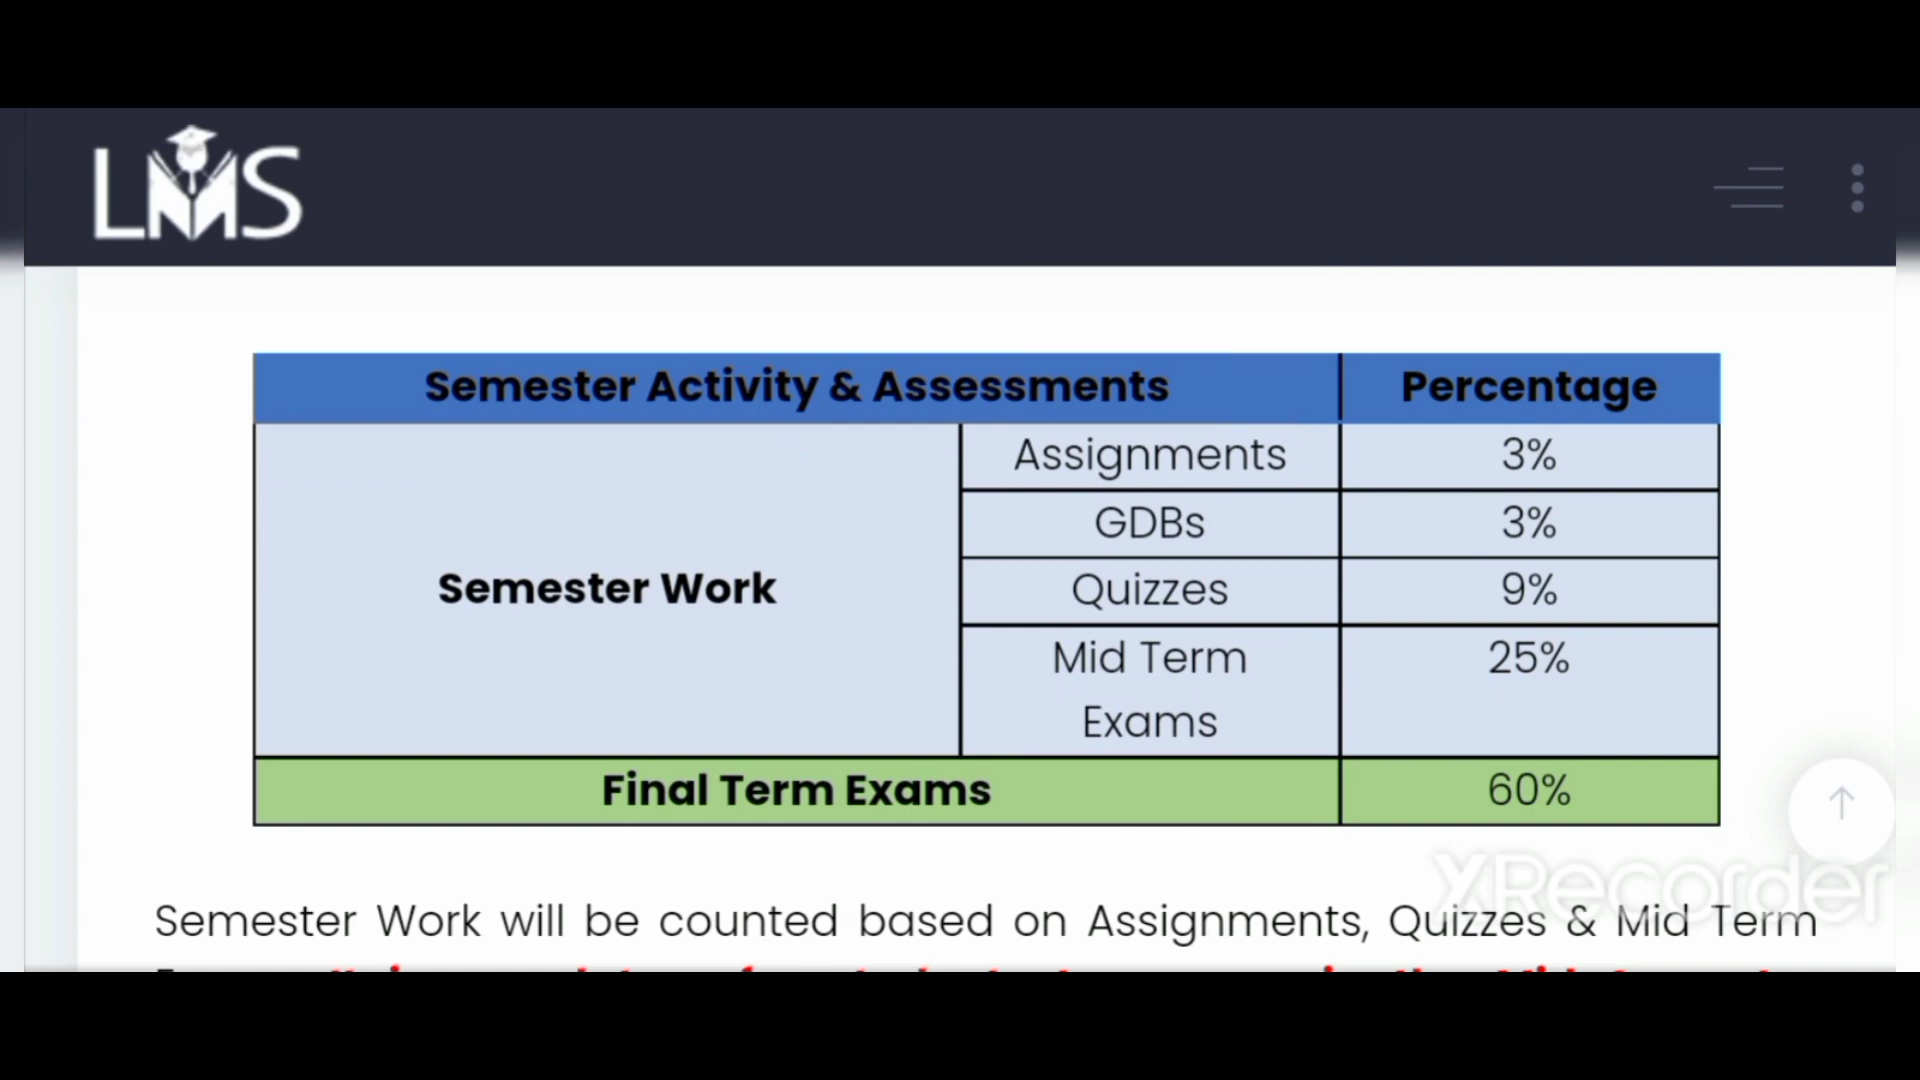 LMS
Semester Activity & Assessments Percentage
Assignments 3%
GDBs 3%
Semester Work Quizzes 9%
Mid Term 25%
Exams
Final Term Exams 60%
XRecorder
Semester Work will be counted based on Assignments, Quizzes & Mid Term